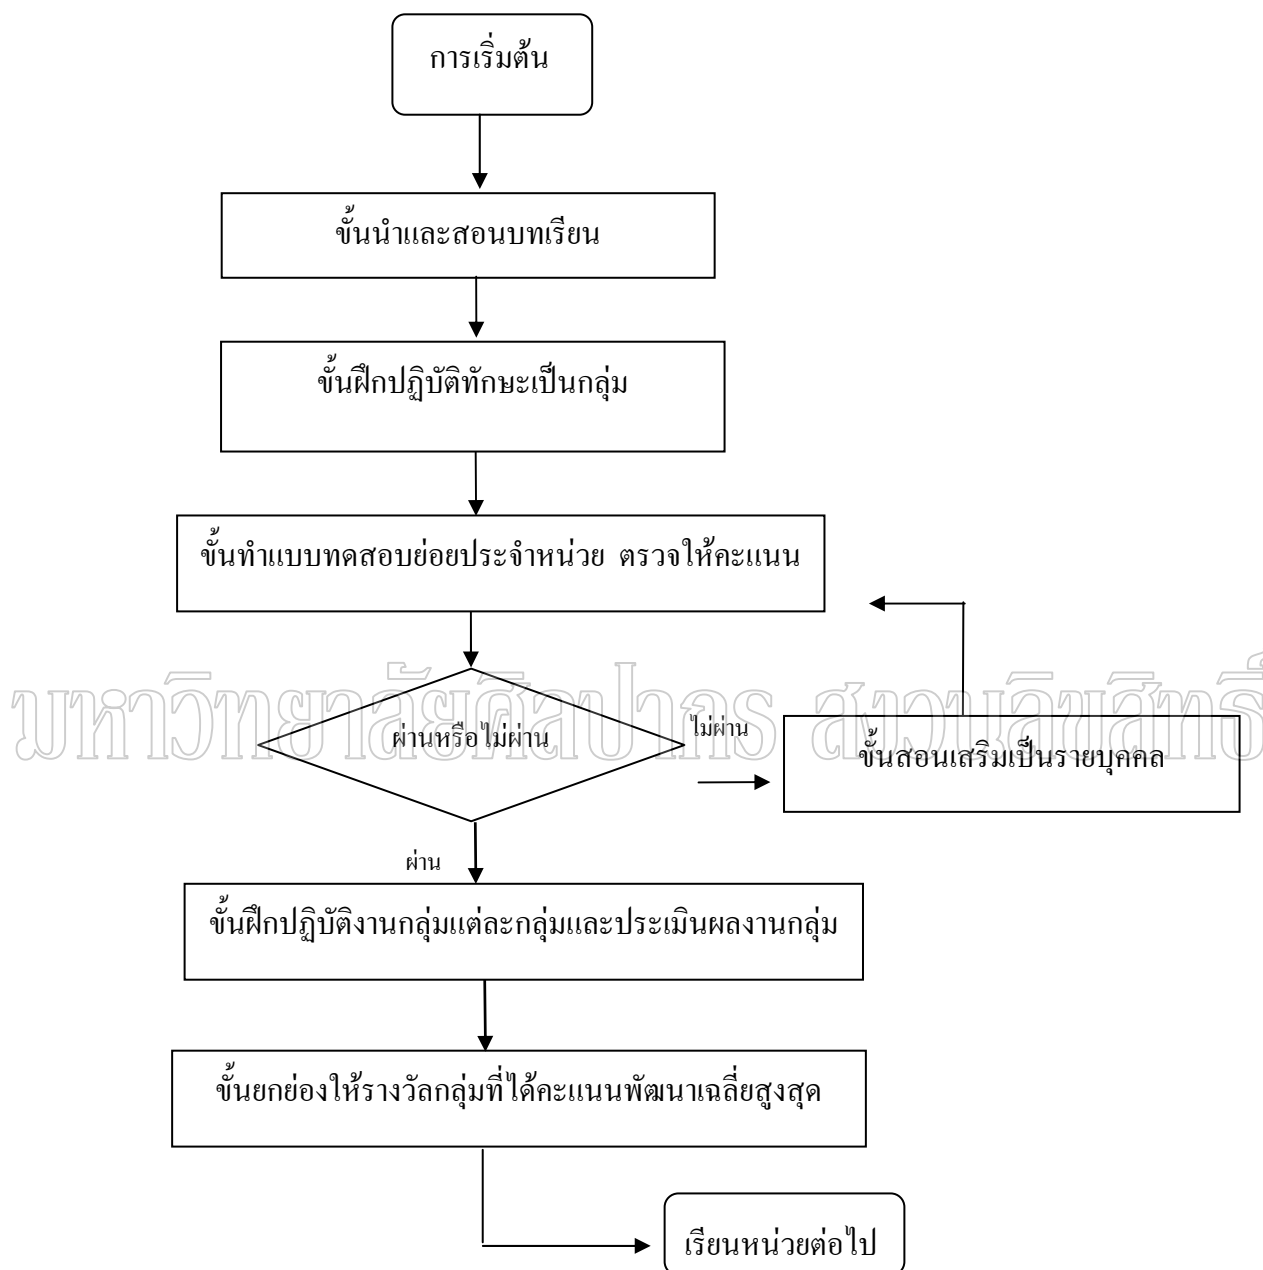 การเริ่มต้น
ขั้นนำและสอนบทเรียน
ขั้นฝึกปฏิบัติทักษะเป็นกลุ่ม
ขั้นทำแบบทดสอบย่อยประจำหน่วย ตรวจให้คะแนน
มหาวิทยาลัยศิลปากร สงวนลิขสิทธิ์
ผ่านหรือไม่ผ่าน
ไม่ผ่าน
ขั้นสอนเสริมเป็นรายบุคคล
ผ่าน
ขั้นฝึกปฏิบัติงานกลุ่มแต่ละกลุ่มและประเมินผลงานกลุ่ม
ขั้นยกย่องให้รางวัลกลุ่มที่ได้คะแนนพัฒนาเฉลี่ยสูงสุด
เรียนหน่วยต่อไป